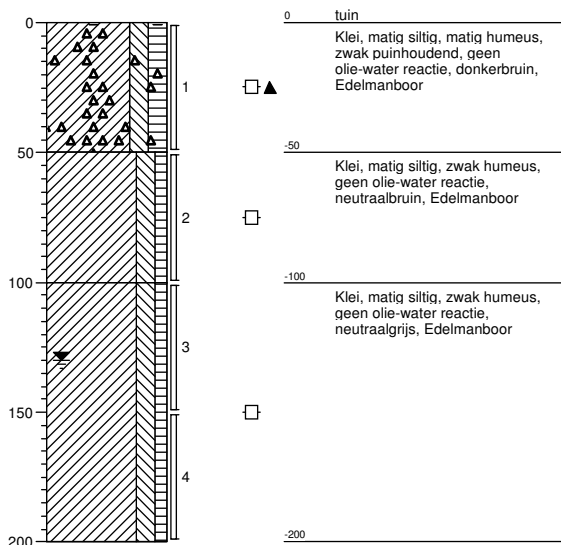 0
50
100
150
200
1
2
3
4
0
tuin
Klei, matig siltig, matig humeus,
zwak puinhoudend, geen
olie-water reactie, donkerbruin,
Edelmanboor
-50
Klei, matig siltig, zwak humeus,
geen olie-water reactie,
neutraalbruin, Edelmanboor
-100
Klei, matig siltig, zwak humeus,
geen olie-water reactie,
neutraalgrijs, Edelmanboor
-200